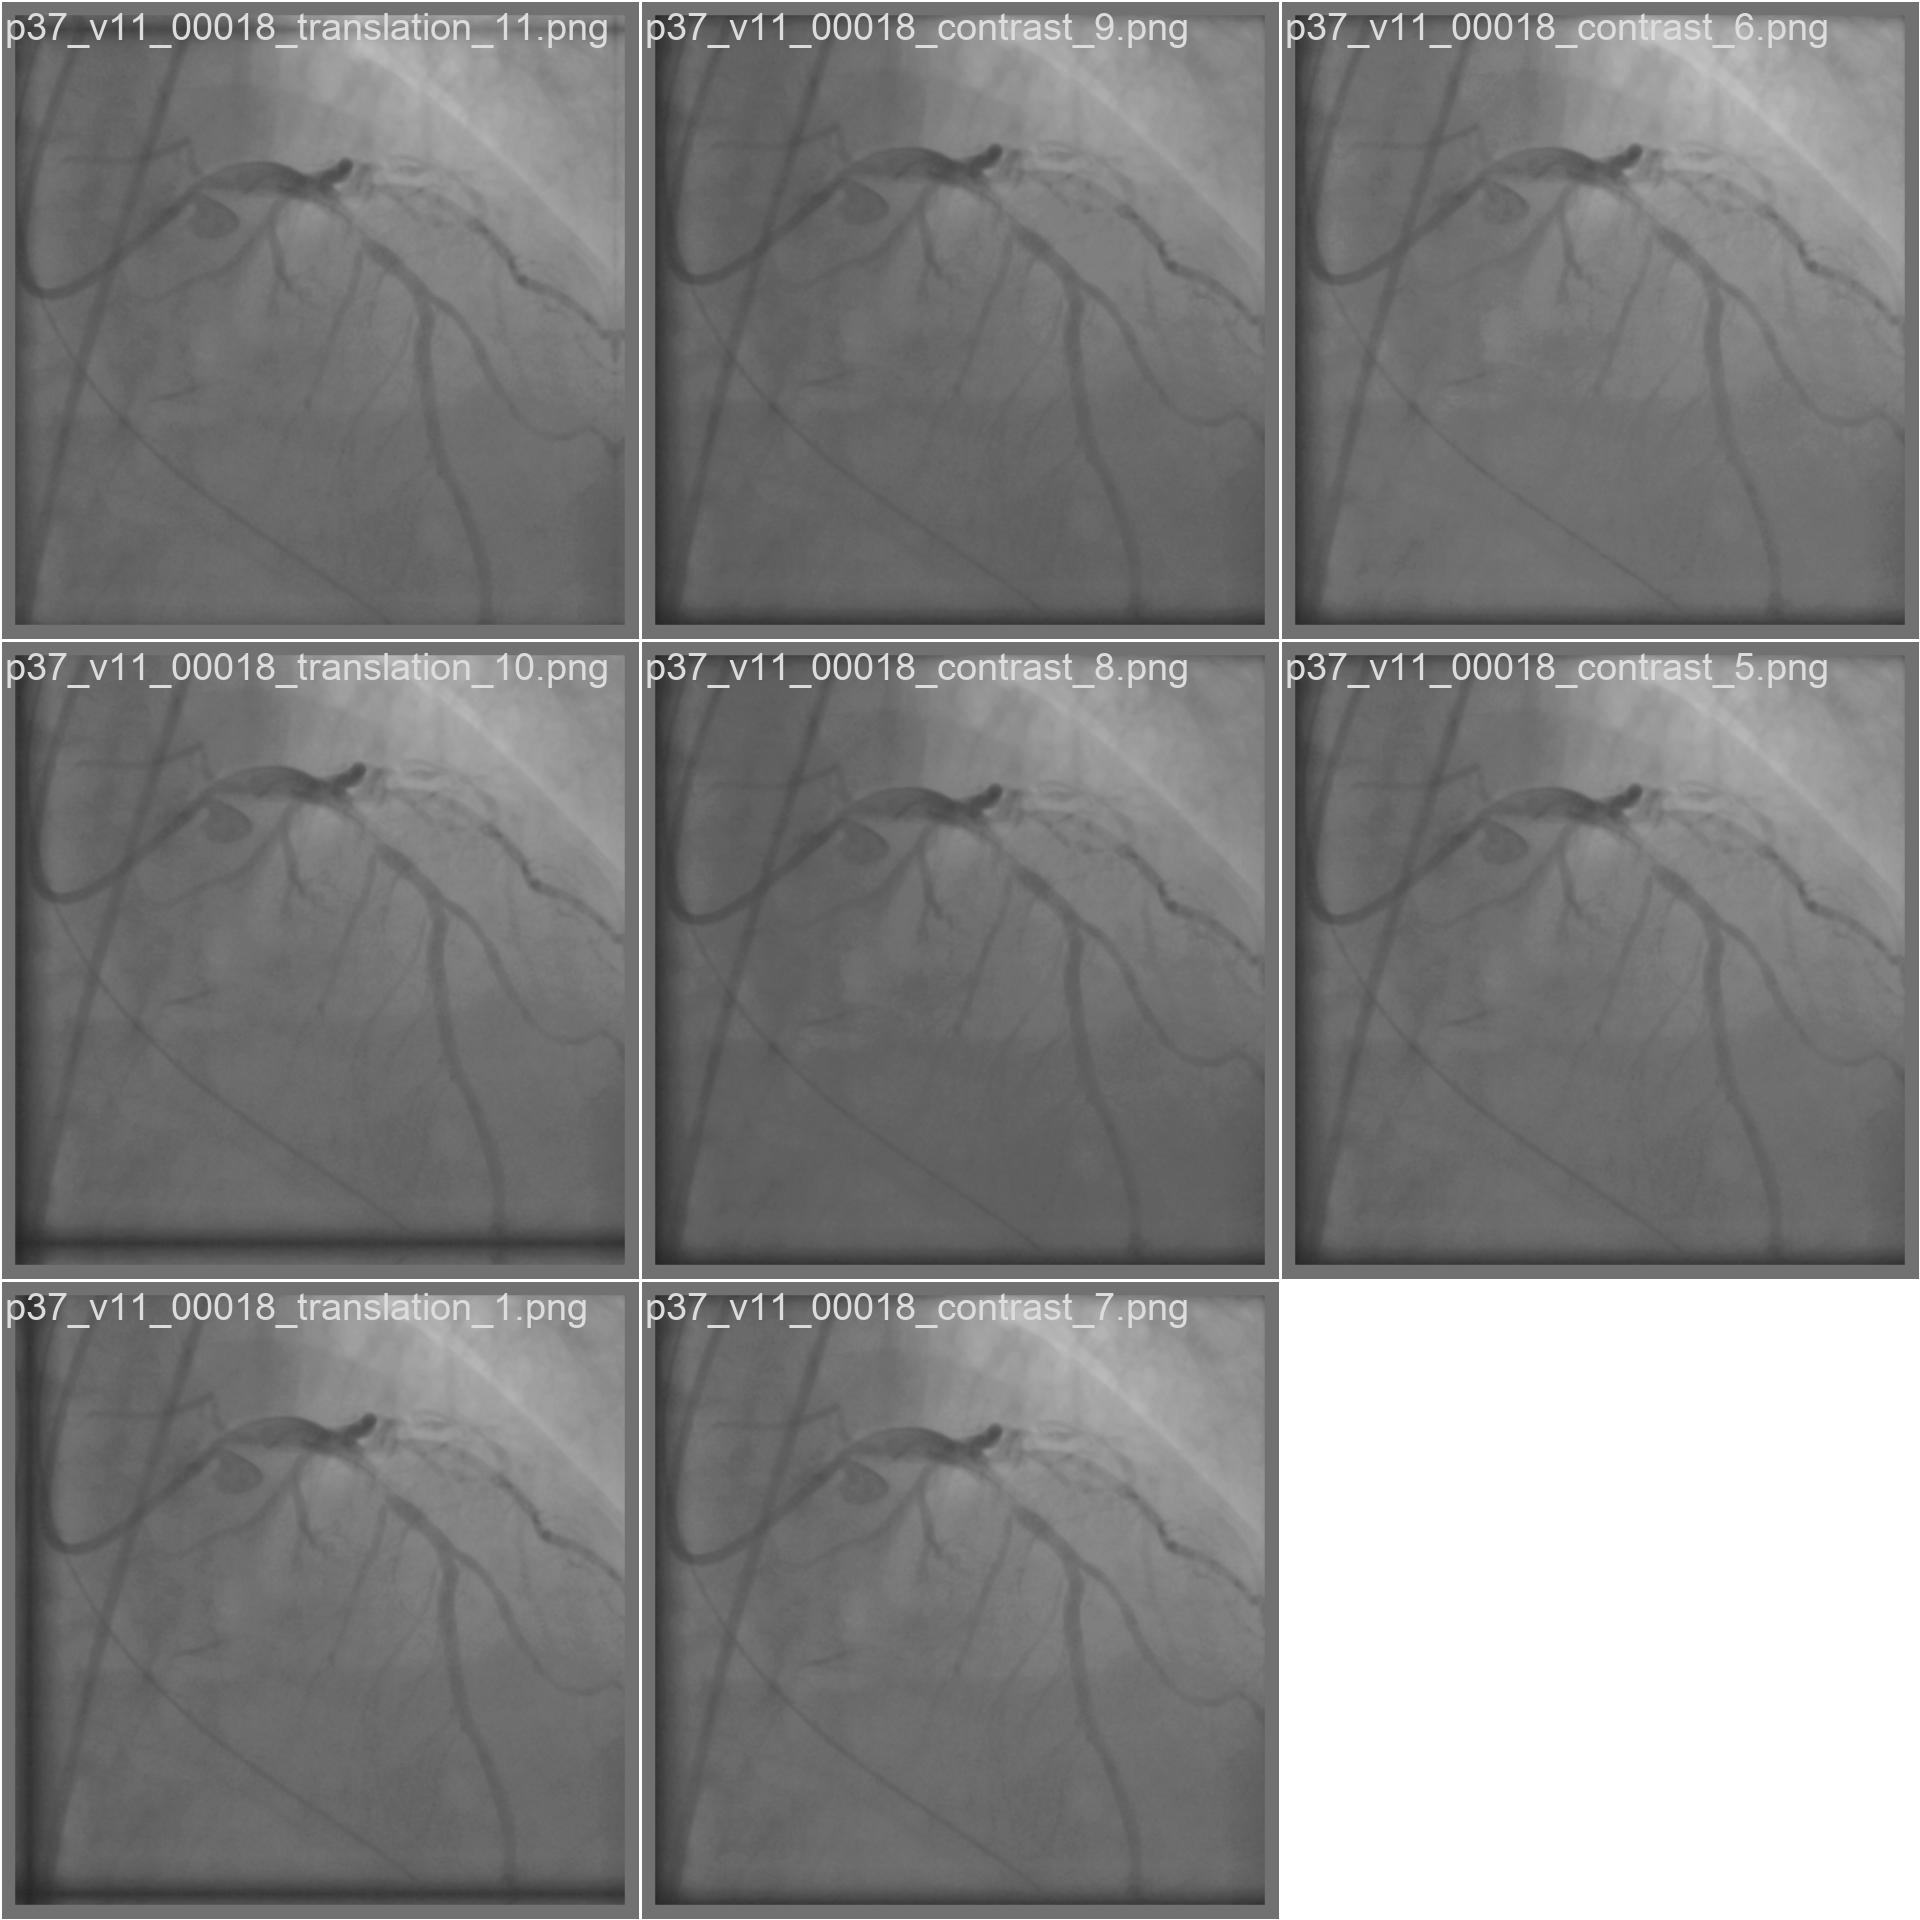 p37_v11_00018_translation_11.png
p37_v11_00018_contrast_9.png
p37_v11_00018_contrast_6.png
p37_v11_00018_translation_10.png
p37_v11_00018_contrast_8.png
p37_v11_00018_contrast_5.png
p37_v11_00018_translation_1.png
p37_v11_00018_contrast_7.png